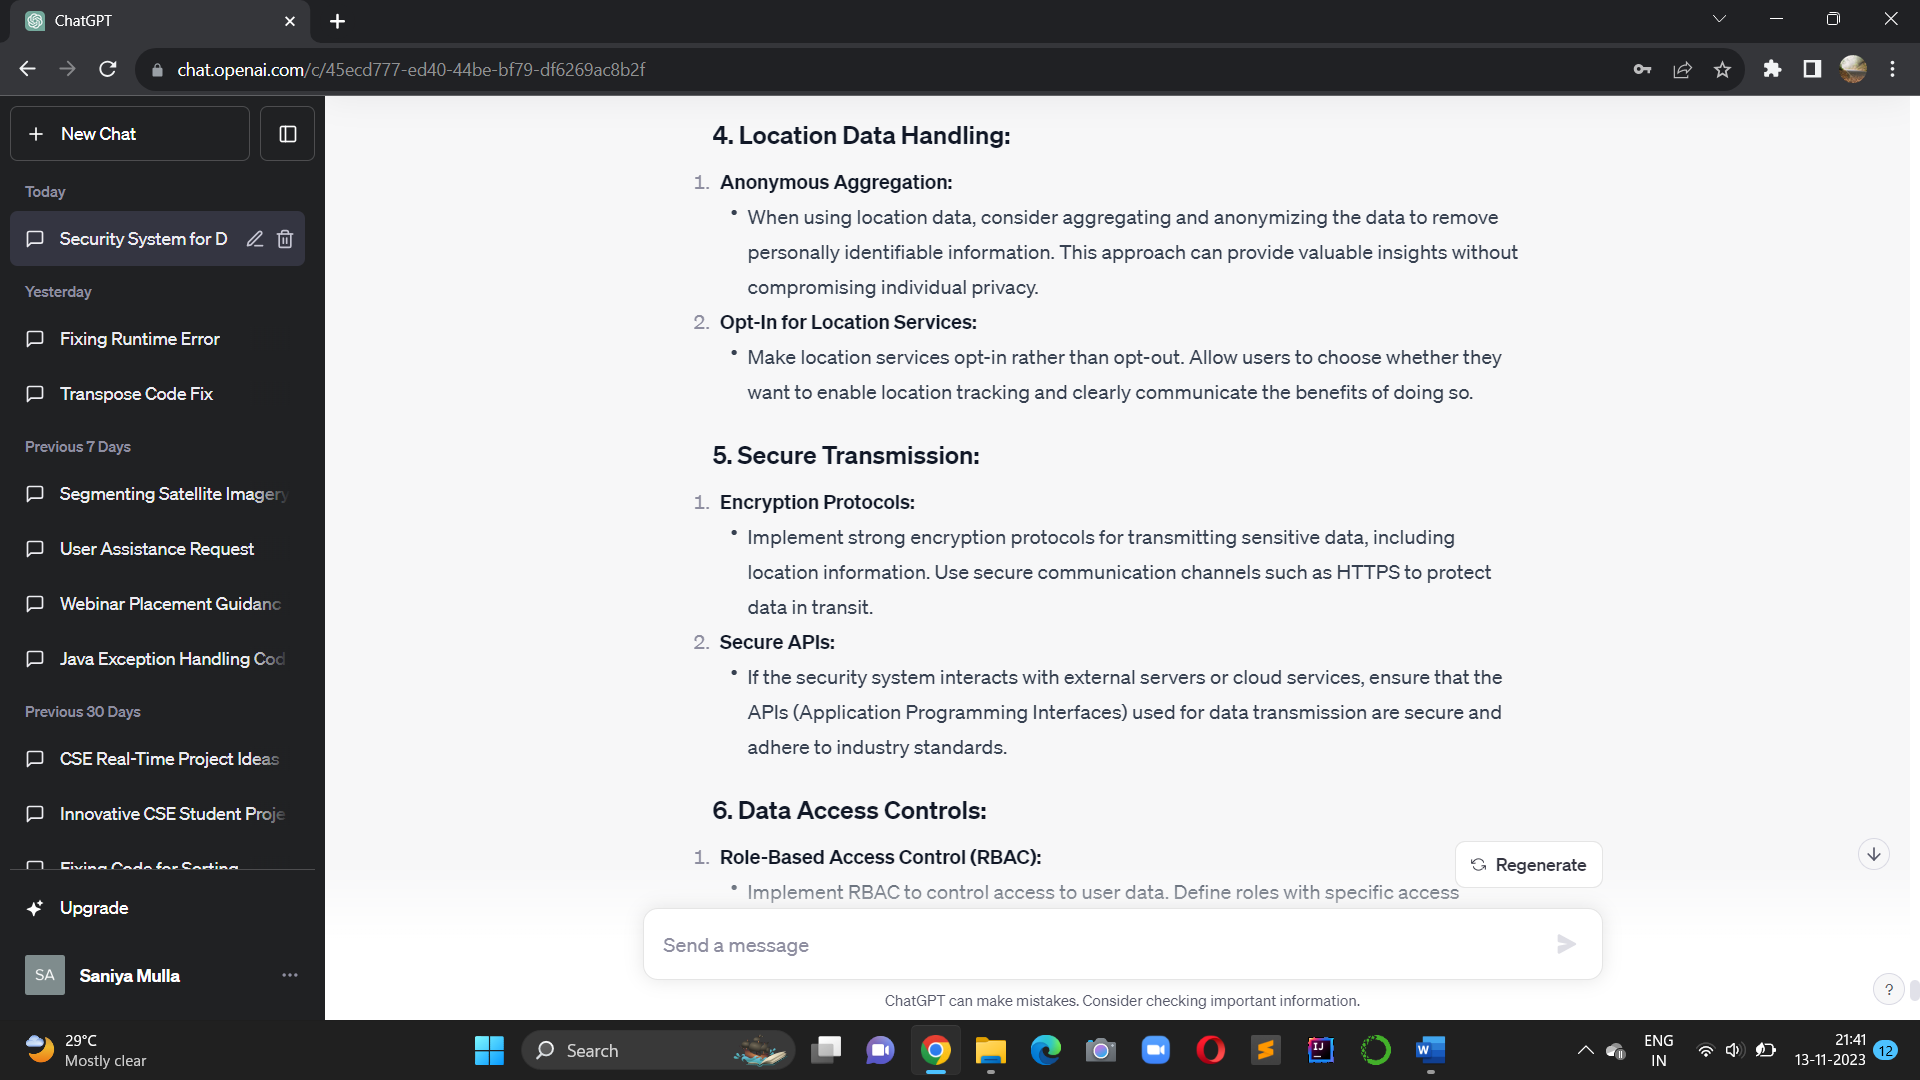 ChatGPT
chat.openai.com/c/45ecd777-ed40-44be-bf79-df6269ac8b2f
New Chat
Today
Security System for D
Yesterday
Fixing Runtime Error
Transpose Code Fix
Previous 7 Days
Segmenting Satellite Imagery
User Assistance Request
Webinar Placement Guidanc
Java Exception Handling Cod
Previous 30 Days
CSE Real-Time Project Ideas
Innovative CSE Student Proje
Fixing Code for Sorting
Upgrade
SA
Saniya Mulla
4. Location Data Handling:
1. Anonymous Aggregation:
• When using location data, consider aggregating and anonymizing the data to remove
personally identifiable information. This approach can provide valuable insights without
compromising individual privacy.
2. Opt-In for Location Services:
• Make location services opt-in rather than opt-out. Allow users to choose whether they
want to enable location tracking and clearly communicate the benefits of doing so.
5. Secure Transmission:
1. Encryption Protocols:
• Implement strong encryption protocols for transmitting sensitive data, including
location information. Use secure communication channels such as HTTPS to protect
data in transit.
2. Secure APIs:
• If the security system interacts with external servers or cloud services, ensure that the
APIs (Application Programming Interfaces) used for data transmission are secure and
adhere to industry standards.
6. Data Access Controls:
1. Role-Based Access Control (RBAC):
• Implement RBAC to control access to user data. Define roles with specific access
Regenerate
Send a message
ChatGPT can make mistakes. Consider checking important information.
?
29°C
Mostly clear
Search
IJ
W
ENG
IN
21:41
13-11-2023
12